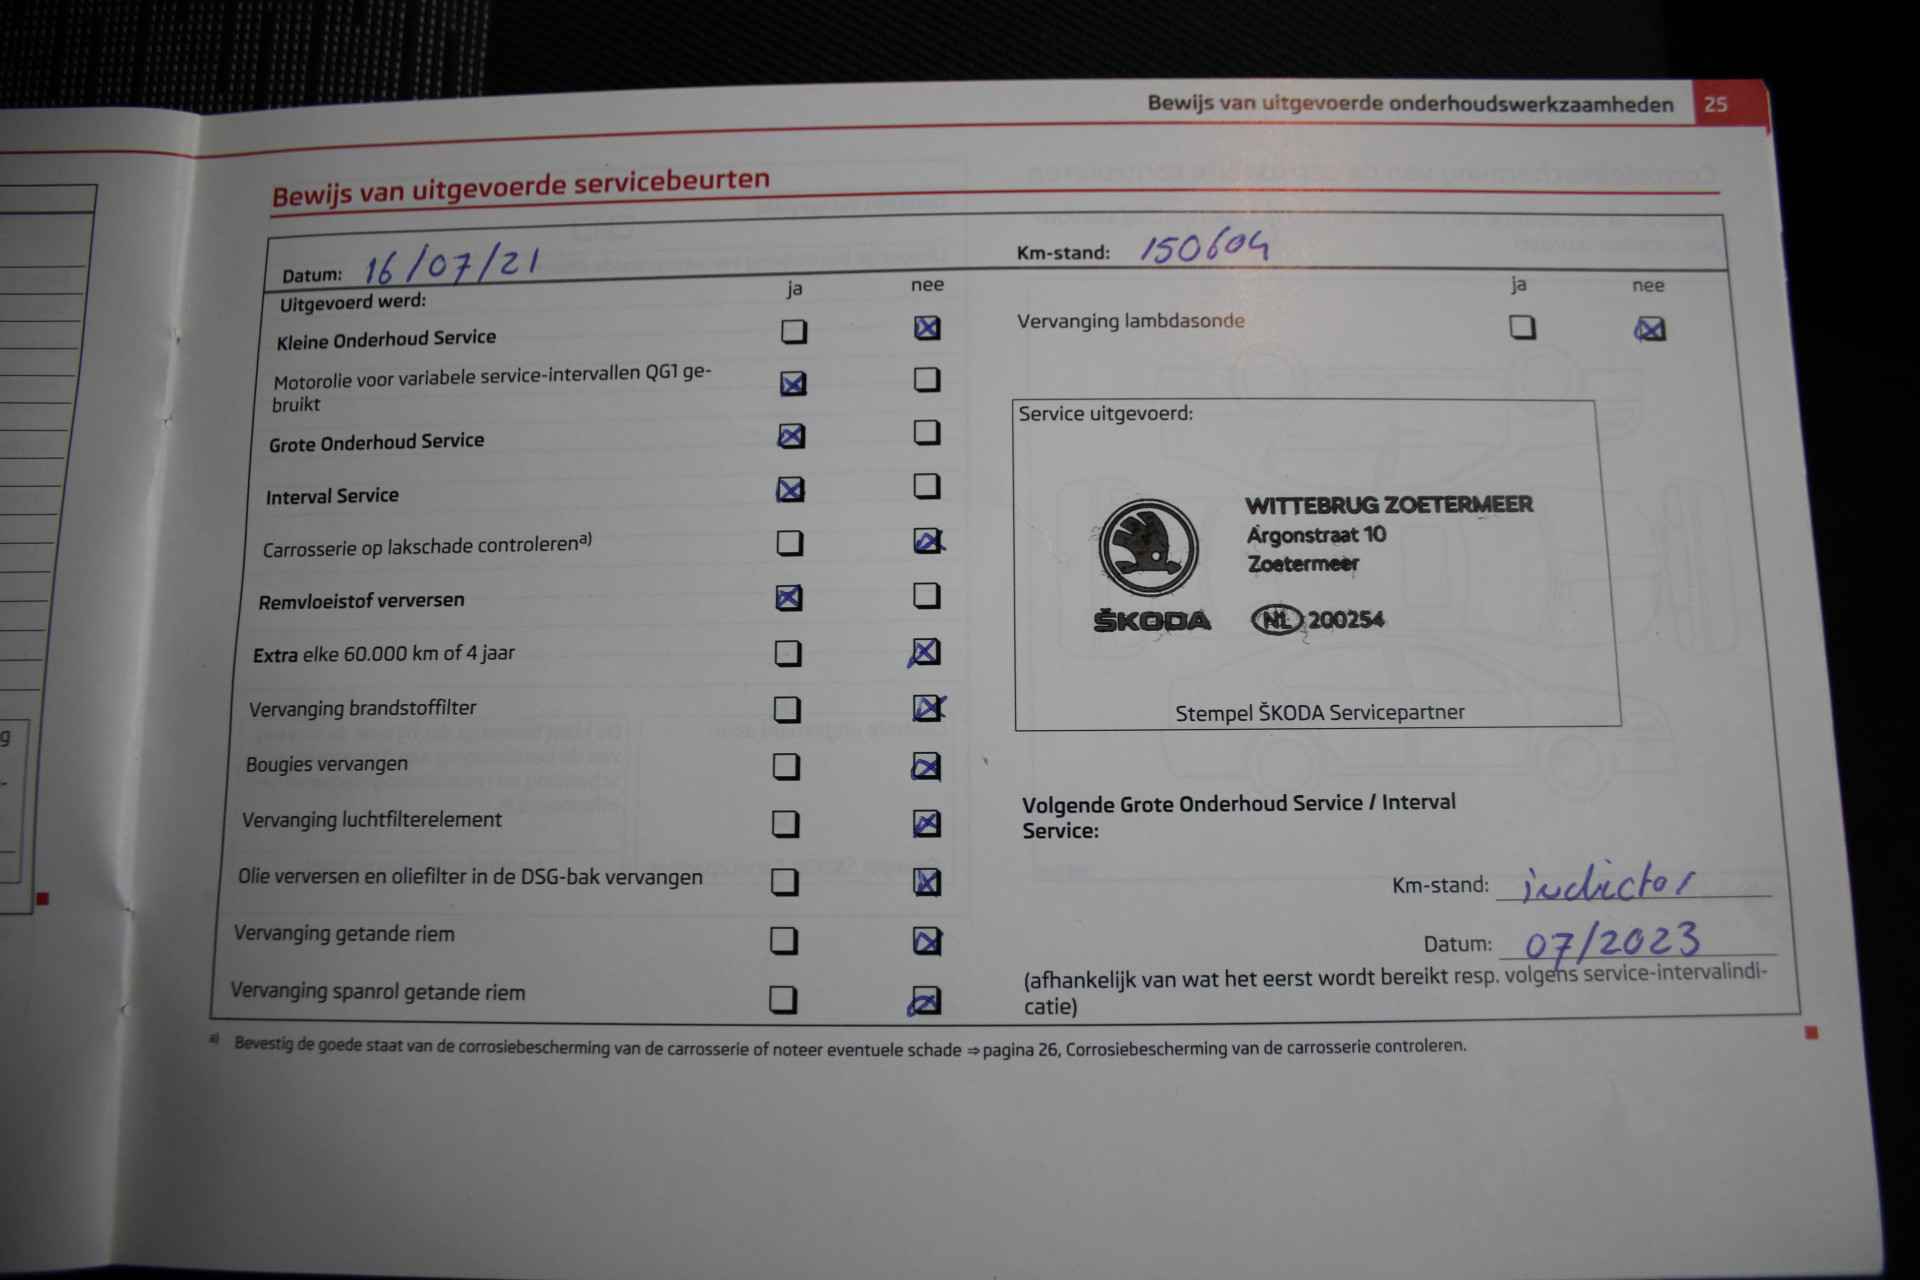 Bewijs van uitgevoerde onderhoudswerkzaamheden 25
Bewijs van uitgevoerde servicebeurten
Datum: 16/07/21
Km-stand: 150604
Uitgevoerd werd:
ja nee
Kleine Onderhoud Service
Motorolie voor variabele service-intervallen QG1 ge-
bruikt
Grote Onderhoud Service
Interval Service
Carrosserie op lakschade controleren a)
Remvloeistof verversen
Extra elke 60.000 km of 4 jaar
Vervanging brandstoffilter
Bougies vervangen
Vervanging luchtfilterelement
Olie verversen en oliefilter in de DSG-bak vervangen
Vervanging getande riem
Vervanging spanrol getande riem
ja nee
Vervanging lambdasonde
Service uitgevoerd:
WITTEBRUG ZOETERMEER
Argonstraat 10
Zoetermeer
ŠKODA NL 200254
Stempel ŠKODA Servicepartner
Volgende Grote Onderhoud Service / Interval
Service:
Km-stand: indictor
Datum: 07/2023
(afhankelijk van wat het eerst wordt bereikt resp. volgens service-intervalindi-
catie)
a) Bevestig de goede staat van de corrosiebescherming van de carrosserie of noteer eventuele schade ⇒ pagina 26, Corrosiebescherming van de carrosserie controleren.